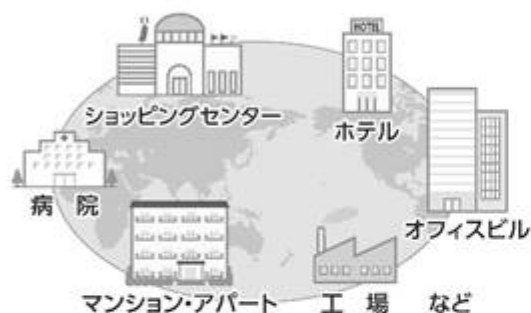 HOTEL
ショッピングセンター
ホテル
病 院
オフィスビル
マンション・アパート
工 場 など